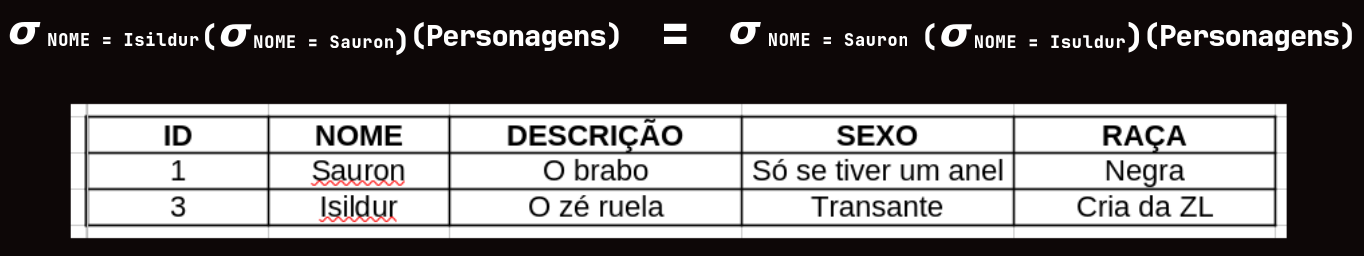 σ NOME = Isildur(σ NOME = Sauron)(Personagens) = σ NOME = Sauron (σ NOME = Isuldur)(Personagens)
ID NOME DESCRIÇÃO SEXO RAÇA
1 Sauron O brabo Só se tiver um anel Negra
3 Isildur O zé ruela Transante Cria da ZL